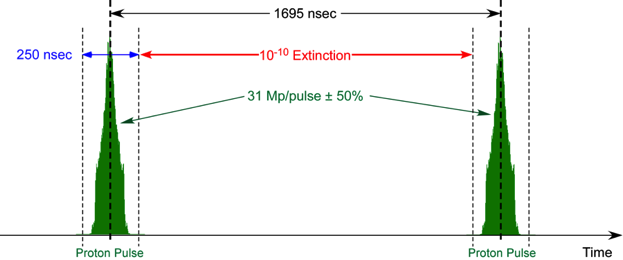 1695 nsec
250 nsec
10⁻¹⁰ Extinction
31 Mp/pulse ± 50%
Proton Pulse
Proton Pulse
Time